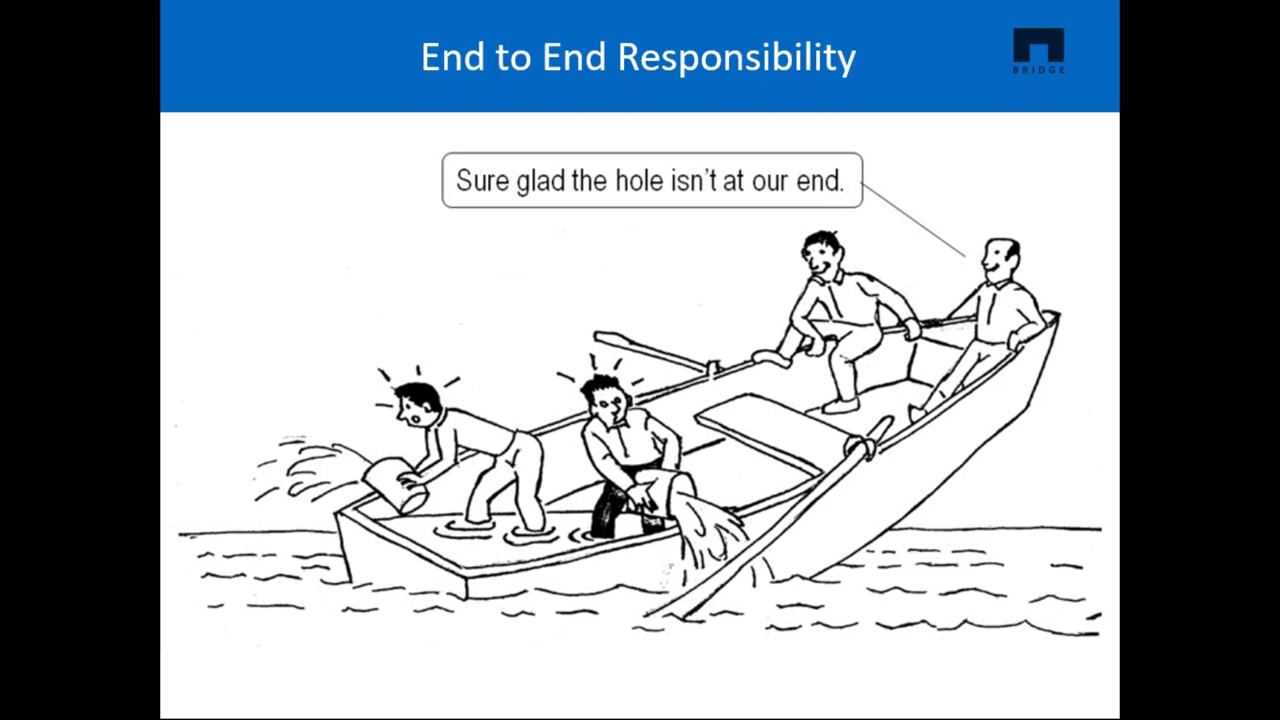 End to End Responsibility
BRIDGE
Sure glad the hole isn't at our end.